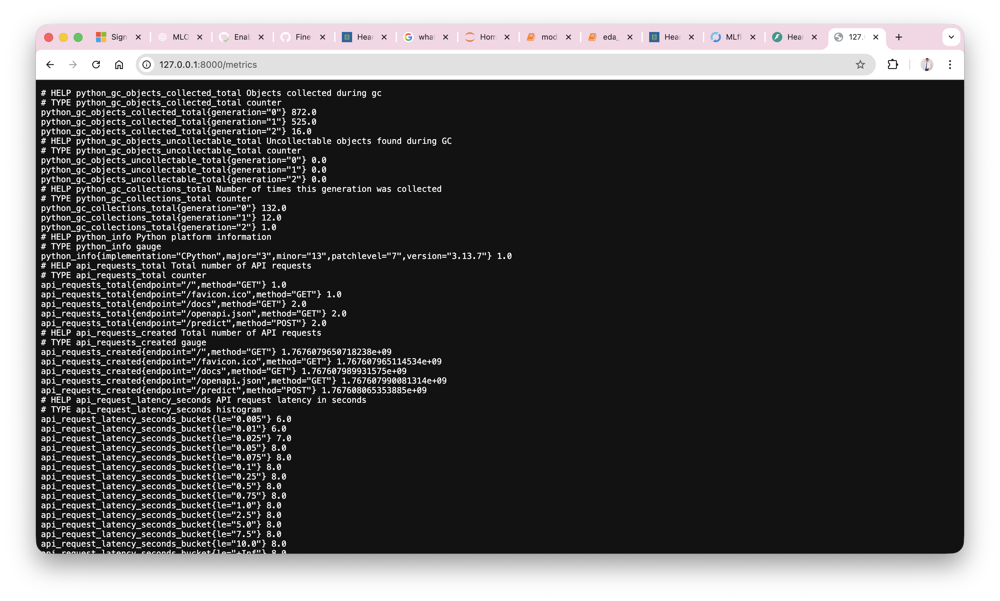 Sign
MLO
Enab
Fine
Hear
what
Hom
mod
eda_
Hear
MLfl
Hear
127.
127.0.0.1:8000/metrics
# HELP python_gc_objects_collected_total Objects collected during gc
# TYPE python_gc_objects_collected_total counter
python_gc_objects_collected_total{generation="0"} 872.0
python_gc_objects_collected_total{generation="1"} 525.0
python_gc_objects_collected_total{generation="2"} 16.0
# HELP python_gc_objects_uncollectable_total Uncollectable objects found during GC
# TYPE python_gc_objects_uncollectable_total counter
python_gc_objects_uncollectable_total{generation="0"} 0.0
python_gc_objects_uncollectable_total{generation="1"} 0.0
python_gc_objects_uncollectable_total{generation="2"} 0.0
# HELP python_gc_collections_total Number of times this generation was collected
# TYPE python_gc_collections_total counter
python_gc_collections_total{generation="0"} 132.0
python_gc_collections_total{generation="1"} 12.0
python_gc_collections_total{generation="2"} 1.0
# HELP python_info Python platform information
# TYPE python_info gauge
python_info{implementation="CPython",major="3",minor="13",patchlevel="7",version="3.13.7"} 1.0
# HELP api_requests_total Total number of API requests
# TYPE api_requests_total counter
api_requests_total{endpoint="/",method="GET"} 1.0
api_requests_total{endpoint="/favicon.ico",method="GET"} 1.0
api_requests_total{endpoint="/docs",method="GET"} 2.0
api_requests_total{endpoint="/openapi.json",method="GET"} 2.0
api_requests_total{endpoint="/predict",method="POST"} 2.0
# HELP api_requests_created Total number of API requests
# TYPE api_requests_created gauge
api_requests_created{endpoint="/",method="GET"} 1.7676079650718238e+09
api_requests_created{endpoint="/favicon.ico",method="GET"} 1.767607965114534e+09
api_requests_created{endpoint="/docs",method="GET"} 1.767607989931575e+09
api_requests_created{endpoint="/openapi.json",method="GET"} 1.767607990081314e+09
api_requests_created{endpoint="/predict",method="POST"} 1.767608065353885e+09
# HELP api_request_latency_seconds API request latency in seconds
# TYPE api_request_latency_seconds histogram
api_request_latency_seconds_bucket{le="0.005"} 6.0
api_request_latency_seconds_bucket{le="0.01"} 6.0
api_request_latency_seconds_bucket{le="0.025"} 7.0
api_request_latency_seconds_bucket{le="0.05"} 8.0
api_request_latency_seconds_bucket{le="0.075"} 8.0
api_request_latency_seconds_bucket{le="0.1"} 8.0
api_request_latency_seconds_bucket{le="0.25"} 8.0
api_request_latency_seconds_bucket{le="0.5"} 8.0
api_request_latency_seconds_bucket{le="0.75"} 8.0
api_request_latency_seconds_bucket{le="1.0"} 8.0
api_request_latency_seconds_bucket{le="2.5"} 8.0
api_request_latency_seconds_bucket{le="5.0"} 8.0
api_request_latency_seconds_bucket{le="7.5"} 8.0
api_request_latency_seconds_bucket{le="10.0"} 8.0
api_request_latency_seconds_bucket{le="+Inf"} 8.0